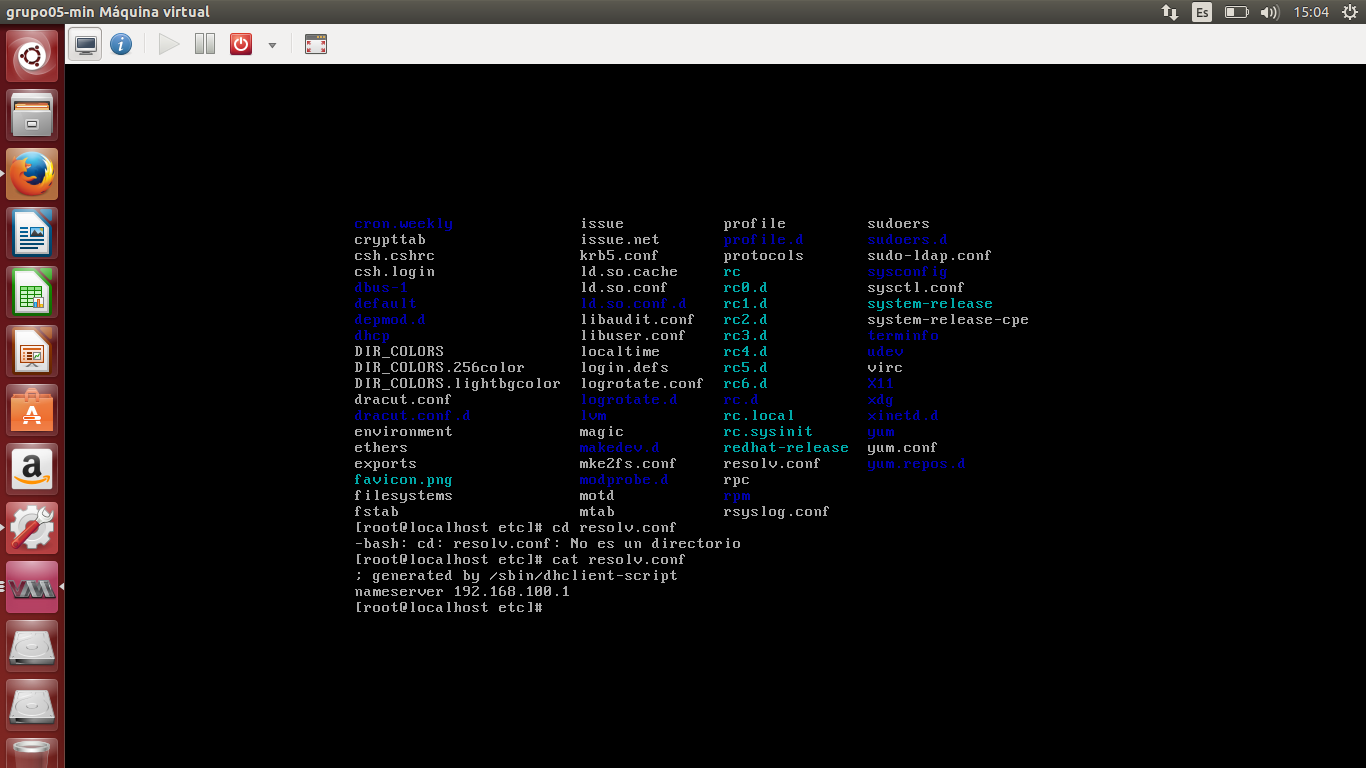 grupo05-min Máquina virtual Es 15:04
cron.weekly issue profile sudoers
crypttab issue.net profile.d sudoers.d
csh.cshrc krb5.conf protocols sudo-ldap.conf
csh.login ld.so.cache rc sysconfig
dbus-1 ld.so.conf rc0.d sysctl.conf
default ld.so.conf.d rc1.d system-release
depmod.d libaudit.conf rc2.d system-release-cpe
dhcp libuser.conf rc3.d terminfo
DIR_COLORS localtime rc4.d udev
DIR_COLORS.256color login.defs rc5.d virc
DIR_COLORS.lightbgcolor logrotate.conf rc6.d X11
dracut.conf logrotate.d rc.d xdg
dracut.conf.d lvm rc.local xinetd.d
environment magic rc.sysinit yum
ethers makedev.d redhat-release yum.conf
exports mke2fs.conf resolv.conf yum.repos.d
favicon.png modprobe.d rpc
filesystems motd rpm
fstab mtab rsyslog.conf
[root@localhost etc]# cd resolv.conf
-bash: cd: resolv.conf: No es un directorio
[root@localhost etc]# cat resolv.conf
; generated by /sbin/dhclient-script
nameserver 192.168.100.1
[root@localhost etc]#